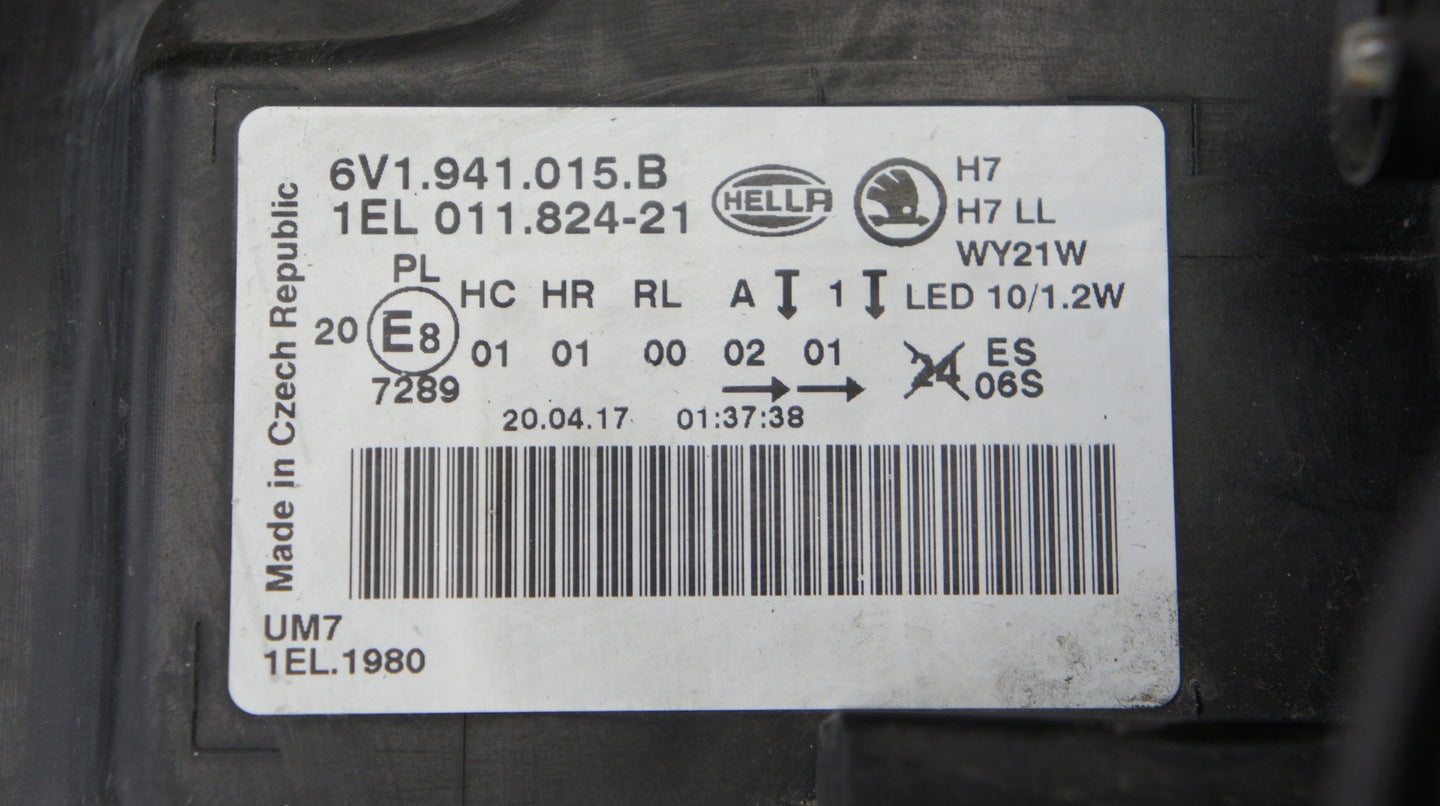 6V1.941.015.B
1EL 011.824-21
HELLA
H7
H7 LL
WY21W
Made in Czech Republic
PL
HC HR RL A 1 LED 10/1.2W
20 E8 01 01 00 02 01 24 ES
7289 06S
20.04.17 01:37:38
UM7
1EL.1980